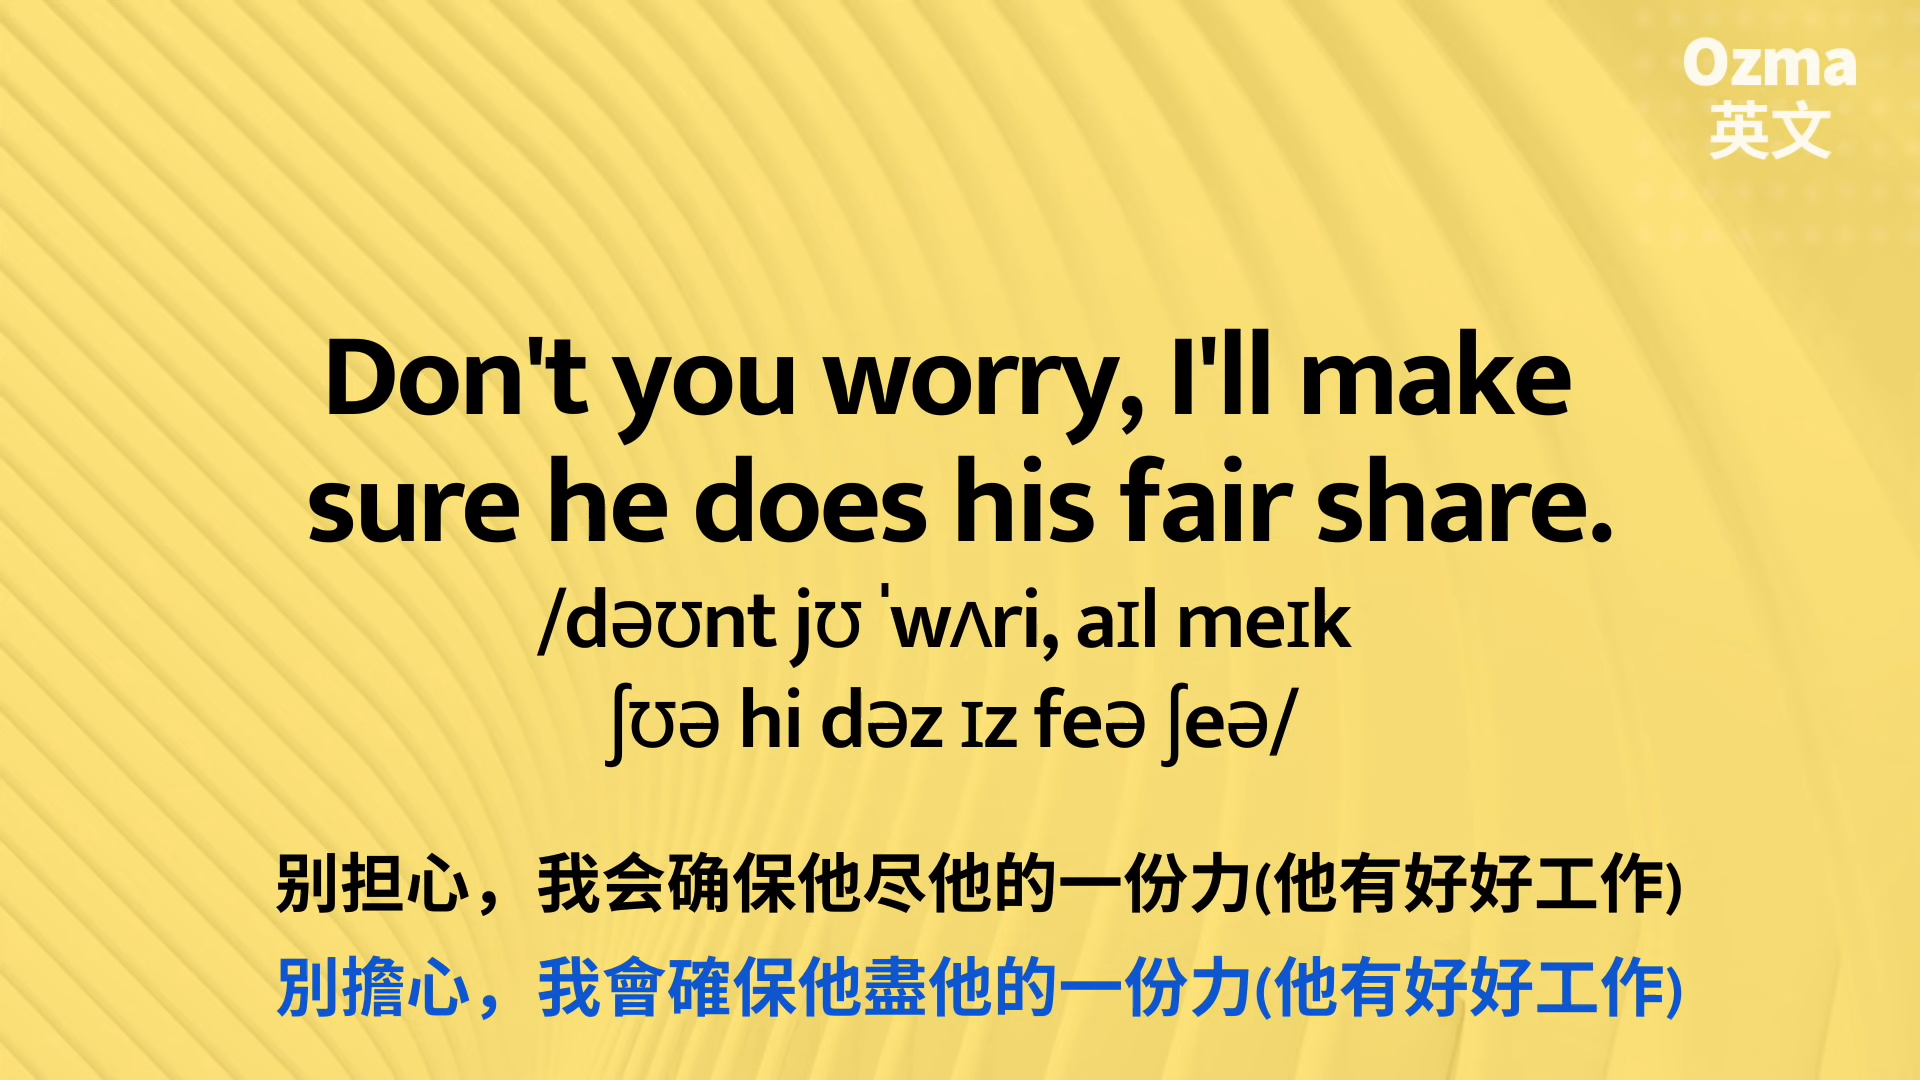 Ozma
英文
Don't you worry, I'll make
sure he does his fair share.
/dəʊnt jʊ ˈwʌri, aɪl meɪk
ʃʊə hi dəz ɪz feə ʃeə/
别担心，我会确保他尽他的一份力(他有好好工作)
別擔心，我會確保他盡他的一份力(他有好好工作)